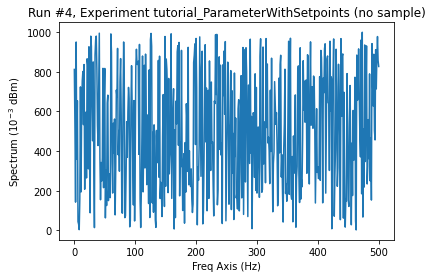 Run #4, Experiment tutorial_ParameterWithSetpoints (no sample)
1000
800
600
400
200
0
Spectrum (10⁻³ dBm)
0 100 200 300 400 500
Freq Axis (Hz)